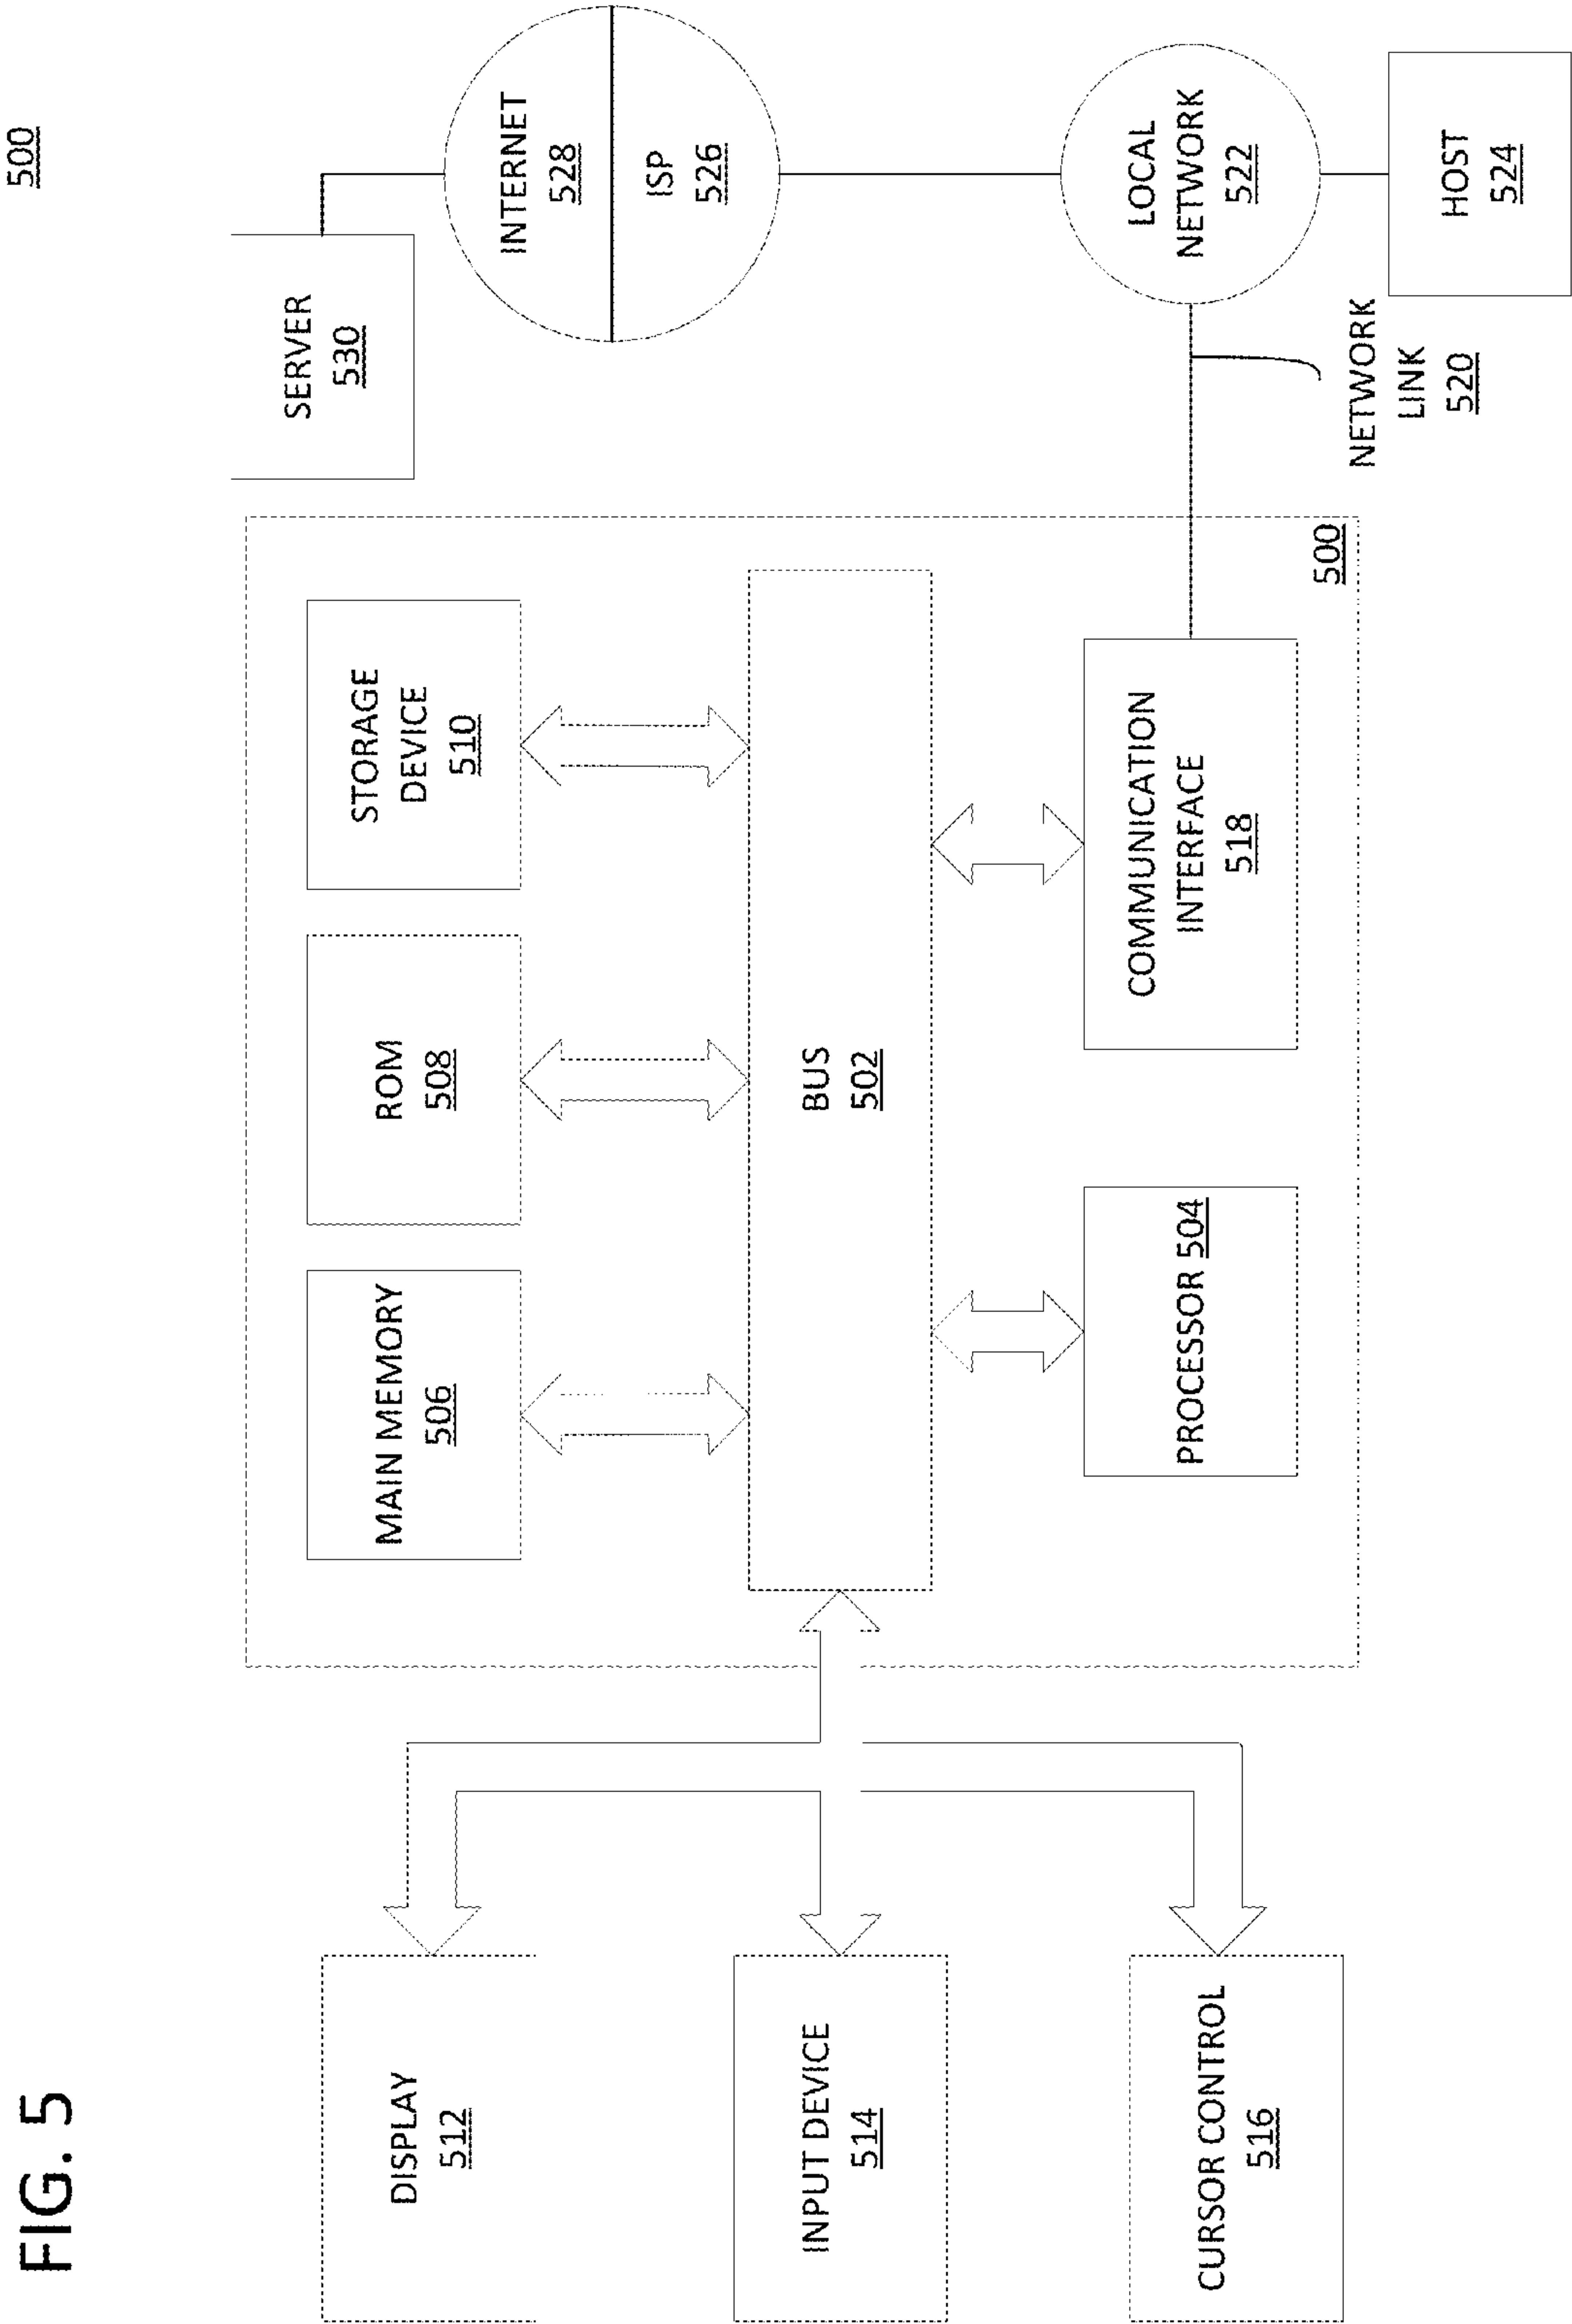 FIG. 5
500
DISPLAY
512
INPUT DEVICE
514
CURSOR CONTROL
516
MAIN MEMORY
506
ROM
508
STORAGE
DEVICE
510
BUS
502
PROCESSOR 504
COMMUNICATION
INTERFACE
518
500
SERVER
530
INTERNET
528
ISP
526
LOCAL
NETWORK
522
NETWORK
LINK
520
HOST
524